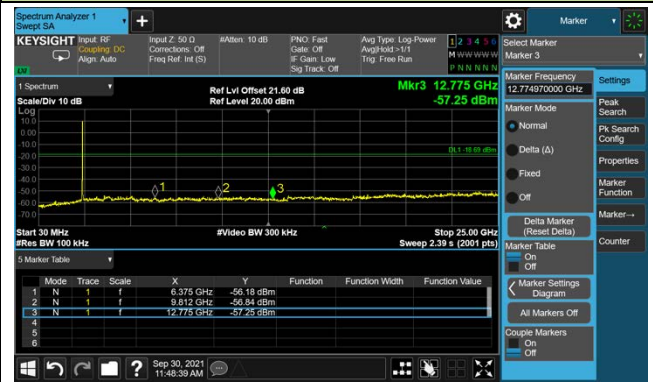 Spectrum Analyzer 1
Swept SA
Marker
KEYSIGHT
Input: RF
Coupling: DC
Align: Auto
Input Z: 50 Ω
Corrections: Off
Freq Ref: Int (S)
#Atten: 10 dB
PNO: Fast
Gate: Off
IF Gain: Low
Sig Track: Off
Avg Type: Log-Power
Avg|Hold:>1/1
Trig: Free Run
1 2 3 4 5 6
M W W W W W
P N N N N N
LM
Select Marker
Marker 3
1 Spectrum
Scale/Div 10 dB
Ref Lvl Offset 21.60 dB
Ref Level 20.00 dBm
Mkr3 12.775 GHz
-57.25 dBm
Log
10.0
0.00
-10.0
-20.0
-30.0
-40.0
-50.0
-60.0
-70.0
1
2
3
Start 30 MHz
#Res BW 100 kHz
#Video BW 300 kHz
Stop 25.00 GHz
Sweep 2.39 s (2001 pts)
5 Marker Table
Mode Trace Scale X Y Function Function Width Function Value
1 N 1 f 6.375 GHz -56.18 dBm
2 N 1 f 9.812 GHz -56.84 dBm
3 N 1 f 12.775 GHz -57.25 dBm
4
5
6
Marker Frequency
12.774970000 GHz
Marker Mode
Normal
Delta (Δ)
Fixed
Off
Delta Marker
(Reset Delta)
Marker Table
On
Off
Marker Settings
Diagram
All Markers Off
Couple Markers
On
Off
Settings
Peak
Search
Pk Search
Config
Properties
Marker
Function
Marker→
Counter
?
Sep 30, 2021
11:48:39 AM